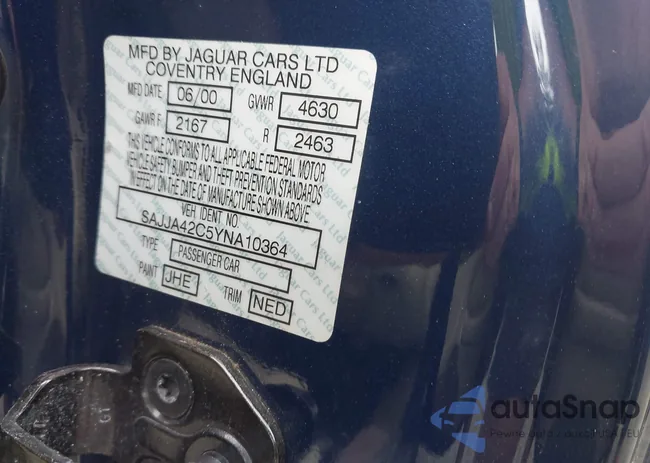 MFD BY JAGUAR CARS LTD
COVENTRY ENGLAND
MFD DATE 06/00 GVWR 4630
GAWR F 2167 R 2463
THIS VEHICLE CONFORMS TO ALL APPLICABLE FEDERAL MOTOR
VEHICLE SAFETY BUMPER AND THEFT PREVENTION STANDARDS
IN EFFECT ON THE DATE OF MANUFACTURE SHOWN ABOVE
VEH IDENT NO.
SAJJA42C5YNA10364
TYPE PASSENGER CAR
PAINT JHE TRIM NED
autoSnap